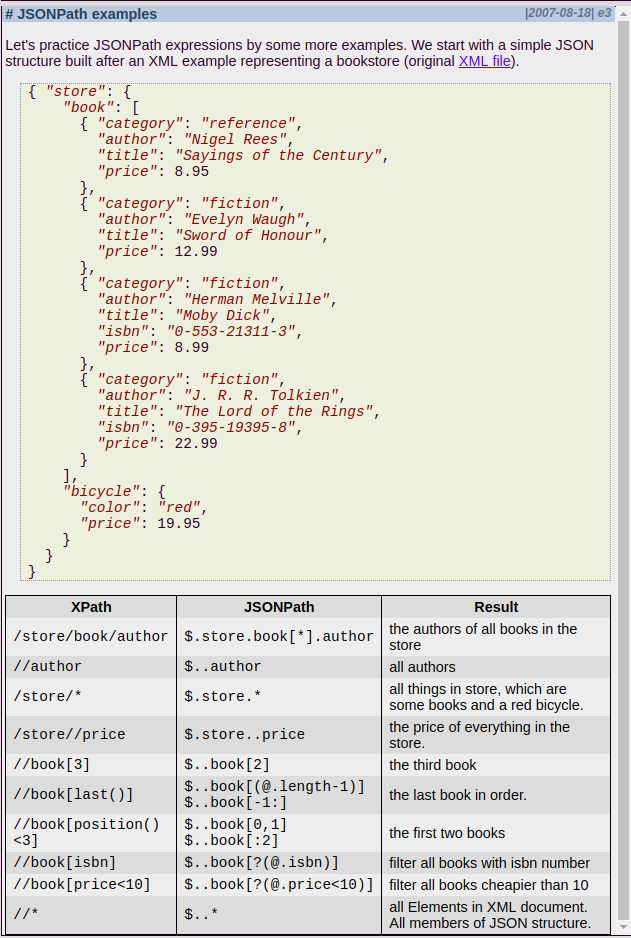 # JSONPath examples |2007-08-18| e3
Let's practice JSONPath expressions by some more examples. We start with a simple JSON
structure built after an XML example representing a bookstore (original XML file).
{ "store": {
"book": [
{ "category": "reference",
"author": "Nigel Rees",
"title": "Sayings of the Century",
"price": 8.95
},
{ "category": "fiction",
"author": "Evelyn Waugh",
"title": "Sword of Honour",
"price": 12.99
},
{ "category": "fiction",
"author": "Herman Melville",
"title": "Moby Dick",
"isbn": "0-553-21311-3",
"price": 8.99
},
{ "category": "fiction",
"author": "J. R. R. Tolkien",
"title": "The Lord of the Rings",
"isbn": "0-395-19395-8",
"price": 22.99
}
],
"bicycle": {
"color": "red",
"price": 19.95
}
}
}
XPath JSONPath Result
/store/book/author $.store.book[*].author the authors of all books in the
store
//author $..author all authors
/store/* $.store.* all things in store, which are
some books and a red bicycle.
/store//price $.store..price the price of everything in the
store.
//book[3] $..book[2] the third book
//book[last()] $..book[(@.length-1)]
$..book[-1:] the last book in order.
//book[position()
<3] $..book[0,1]
$..book[:2] the first two books
//book[isbn] $..book[?(@.isbn)] filter all books with isbn number
//book[price<10] $..book[?(@.price<10)] filter all books cheapier than 10
//* $..* all Elements in XML document.
All members of JSON structure.